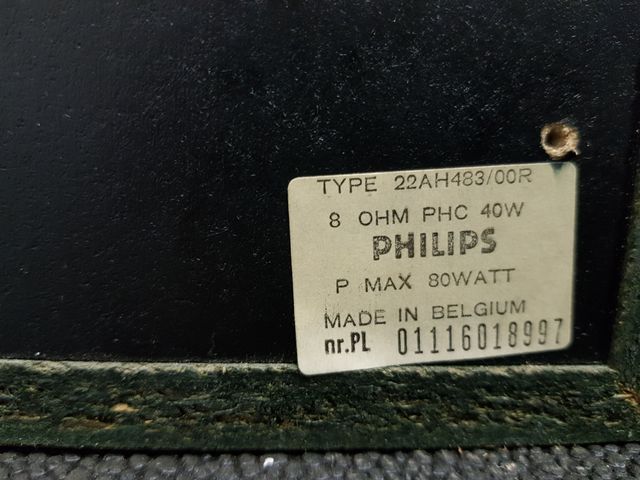 TYPE 22AH483/00R
8 OHM PHC 40W
PHILIPS
P MAX 80WATT
MADE IN BELGIUM
nr.PL 01116018997